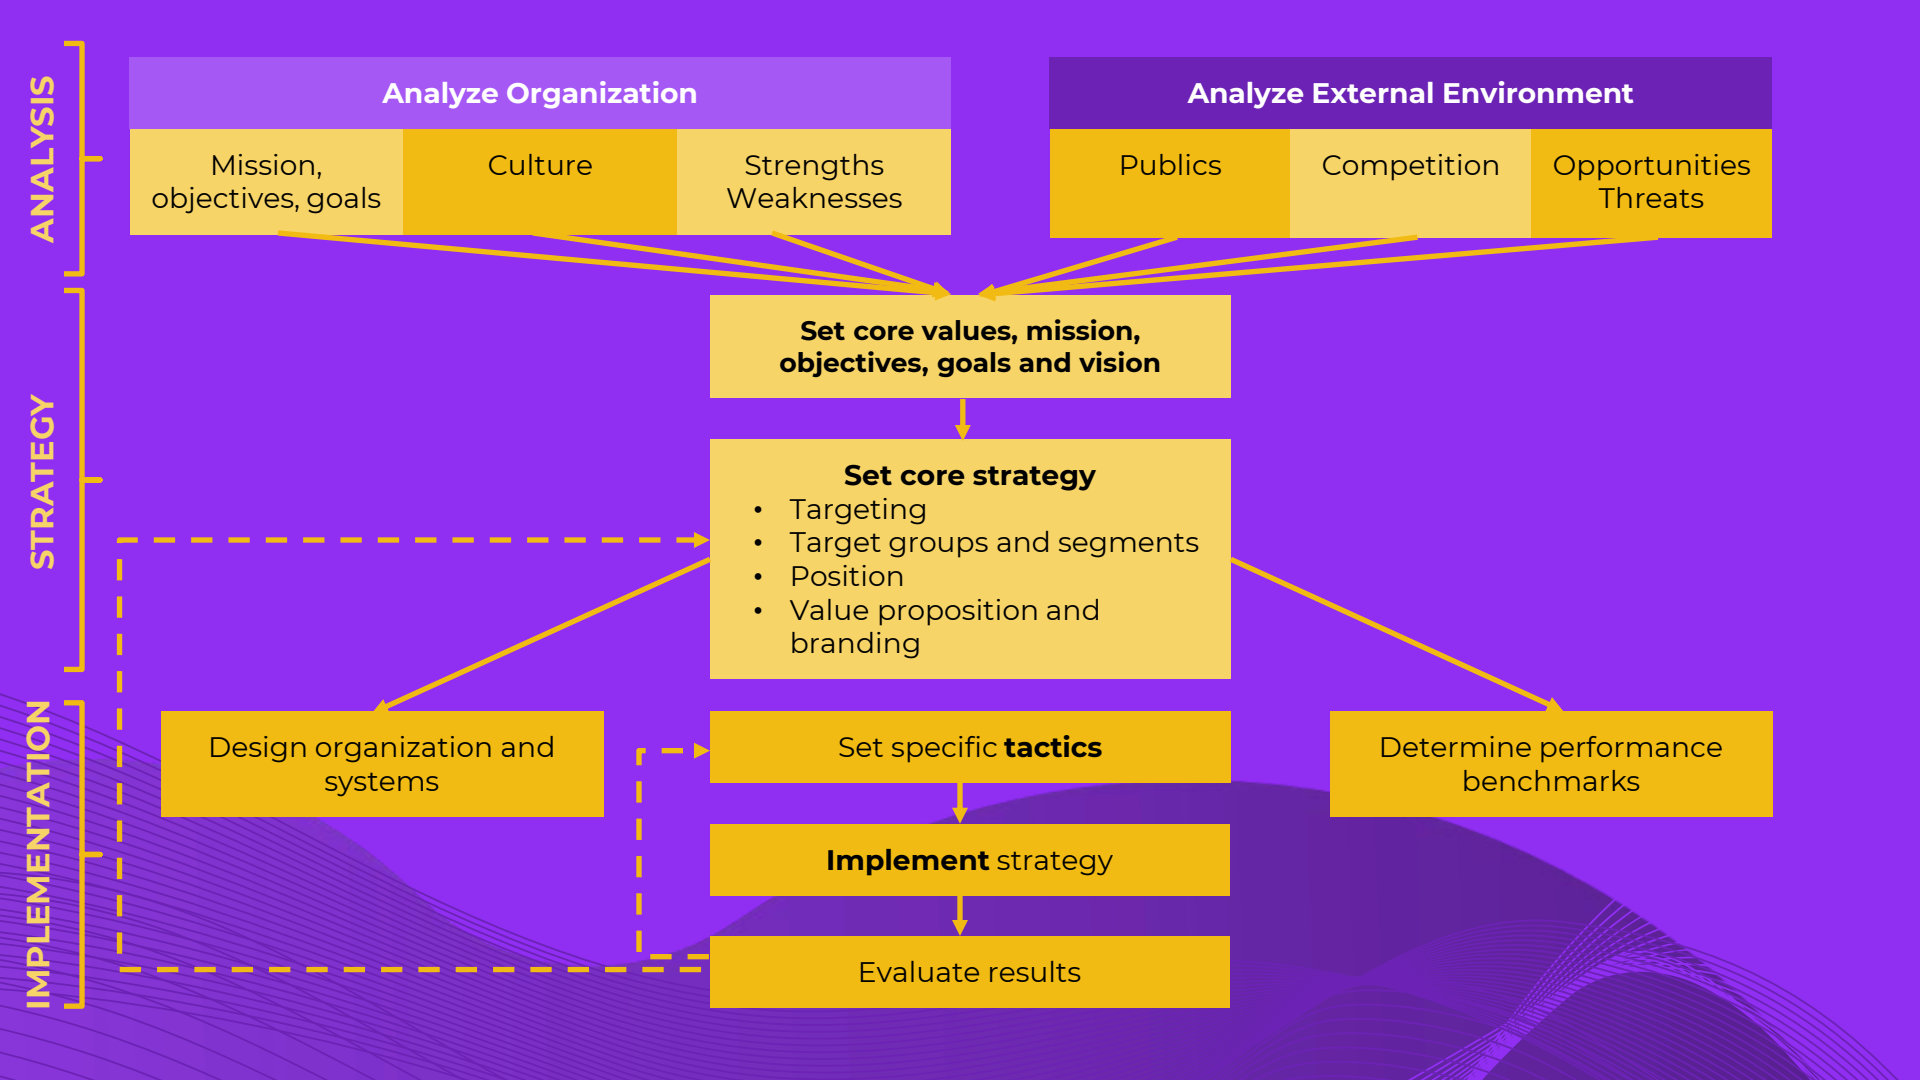 ANALYSIS
Analyze Organization
Mission,
objectives, goals
Culture
Strengths
Weaknesses
Analyze External Environment
Publics
Competition
Opportunities
Threats
STRATEGY
Set core values, mission,
objectives, goals and vision
Set core strategy
• Targeting
• Target groups and segments
• Position
• Value proposition and
branding
IMPLEMENTATION
Design organization and
systems
Set specific tactics
Determine performance
benchmarks
Implement strategy
Evaluate results